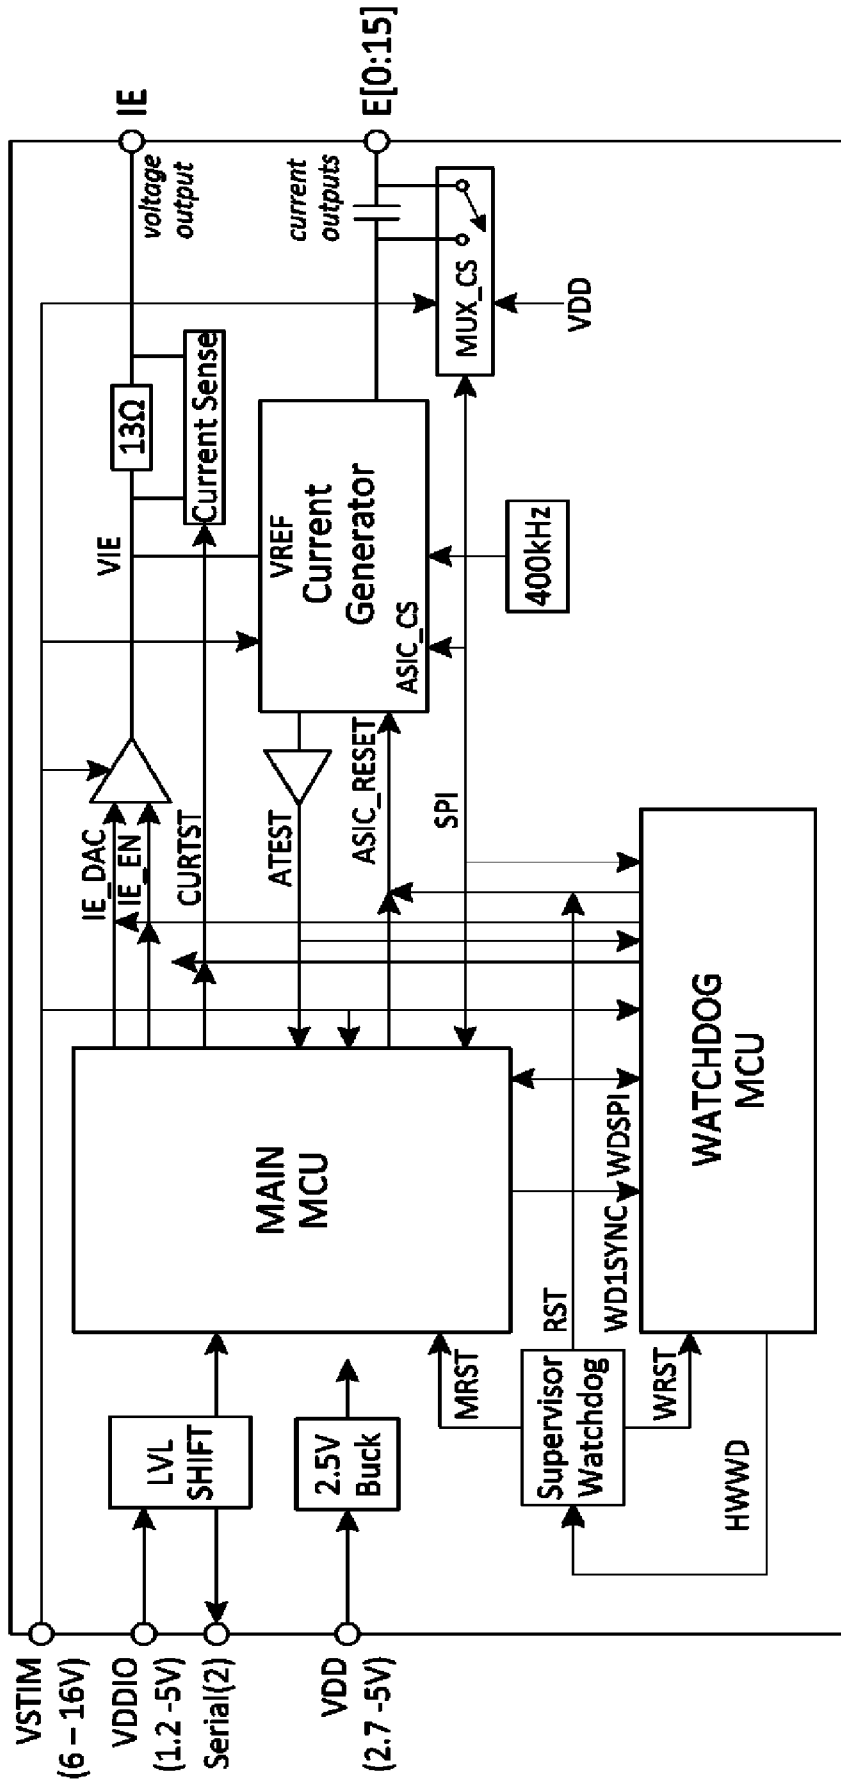 VSTIM
(6 – 16V)
VDDIO
(1.2 -5V)
Serial(2)
VDD
(2.7 -5V)
LVL
SHIFT
2.5V
Buck
MAIN
MCU
MRST
Supervisor
Watchdog
RST
WRST
HWWD
WD1SYNC
WDSPI
WATCHDOG
MCU
IE_DAC
IE_EN
CURTST
ATEST
ASIC_RESET
SPI
VIE
13Ω
Current Sense
VREF
Current
Generator
ASIC_CS
400kHz
MUX_CS
VDD
voltage
output
current
outputs
IE
E[0:15]